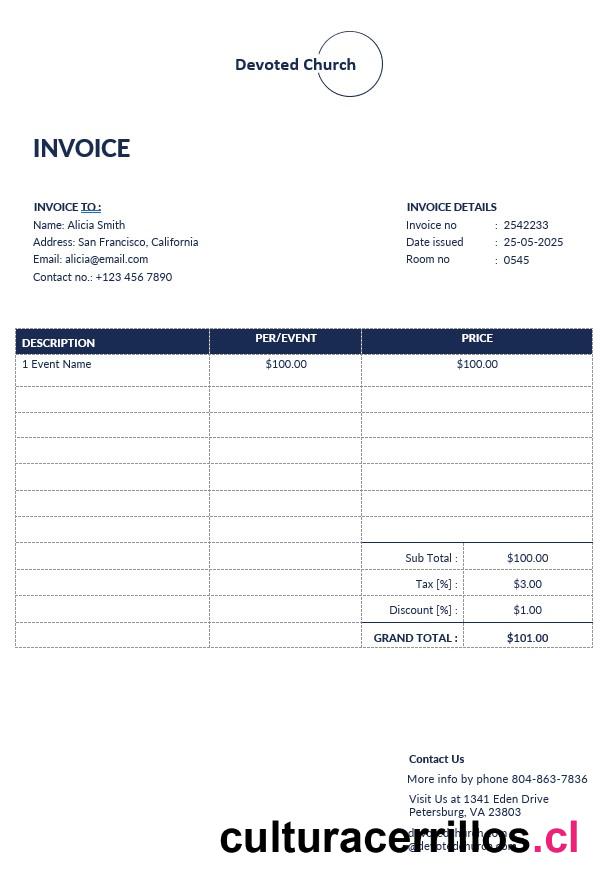 Devoted Church
INVOICE
INVOICE TO :
Name: Alicia Smith
Address: San Francisco, California
Email: alicia@email.com
Contact no.: +123 456 7890
INVOICE DETAILS
Invoice no : 2542233
Date issued : 25-05-2025
Room no : 0545
DESCRIPTION PER/EVENT PRICE
1 Event Name $100.00 $100.00
Sub Total : $100.00
Tax [%] : $3.00
Discount [%] : $1.00
GRAND TOTAL : $101.00
Contact Us
More info by phone 804-863-7836
Visit Us at 1341 Eden Drive
Petersburg, VA 23803
culturacerrillos.cl